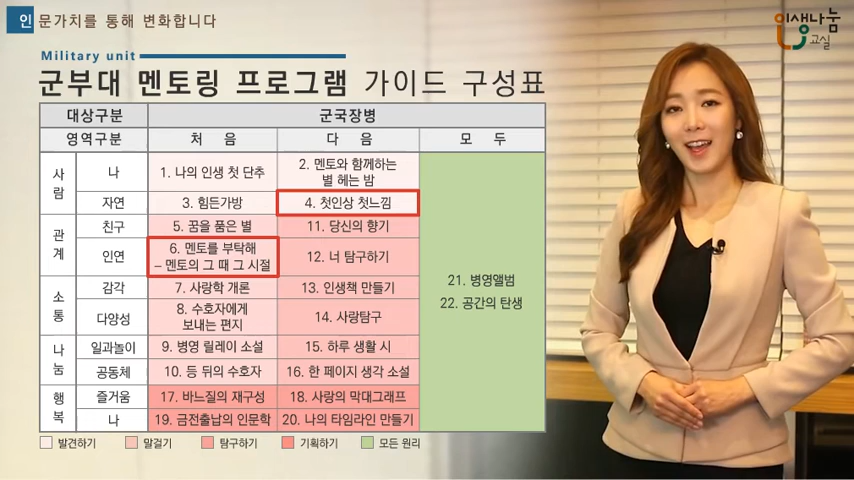 인문가치를 통해 변화합니다
인생나눔
교실
Military unit
군부대 멘토링 프로그램 가이드 구성표
대상구분 군국장병
영역구분 처 음 다 음 모 두
사람 나 1. 나의 인생 첫 단추 2. 멘토와 함께하는
별 헤는 밤
자연 3. 힘든가방 4. 첫인상 첫느낌
관계 친구 5. 꿈을 품은 별 11. 당신의 향기
인연 6. 멘토를 부탁해
– 멘토의 그 때 그 시절 12. 너 탐구하기
소통 감각 7. 사랑학 개론 13. 인생책 만들기
다양성 8. 수호자에게
보내는 편지 14. 사랑탐구
나눔 일과놀이 9. 병영 릴레이 소설 15. 하루 생활 시
공동체 10. 등 뒤의 수호자 16. 한 페이지 생각 소설
행복 즐거움 17. 바느질의 재구성 18. 사랑의 막대그래프
나 19. 금전출납의 인문학 20. 나의 타임라인 만들기
21. 병영앨범
22. 공간의 탄생
발견하기 말걸기 탐구하기 기획하기 모든 원리